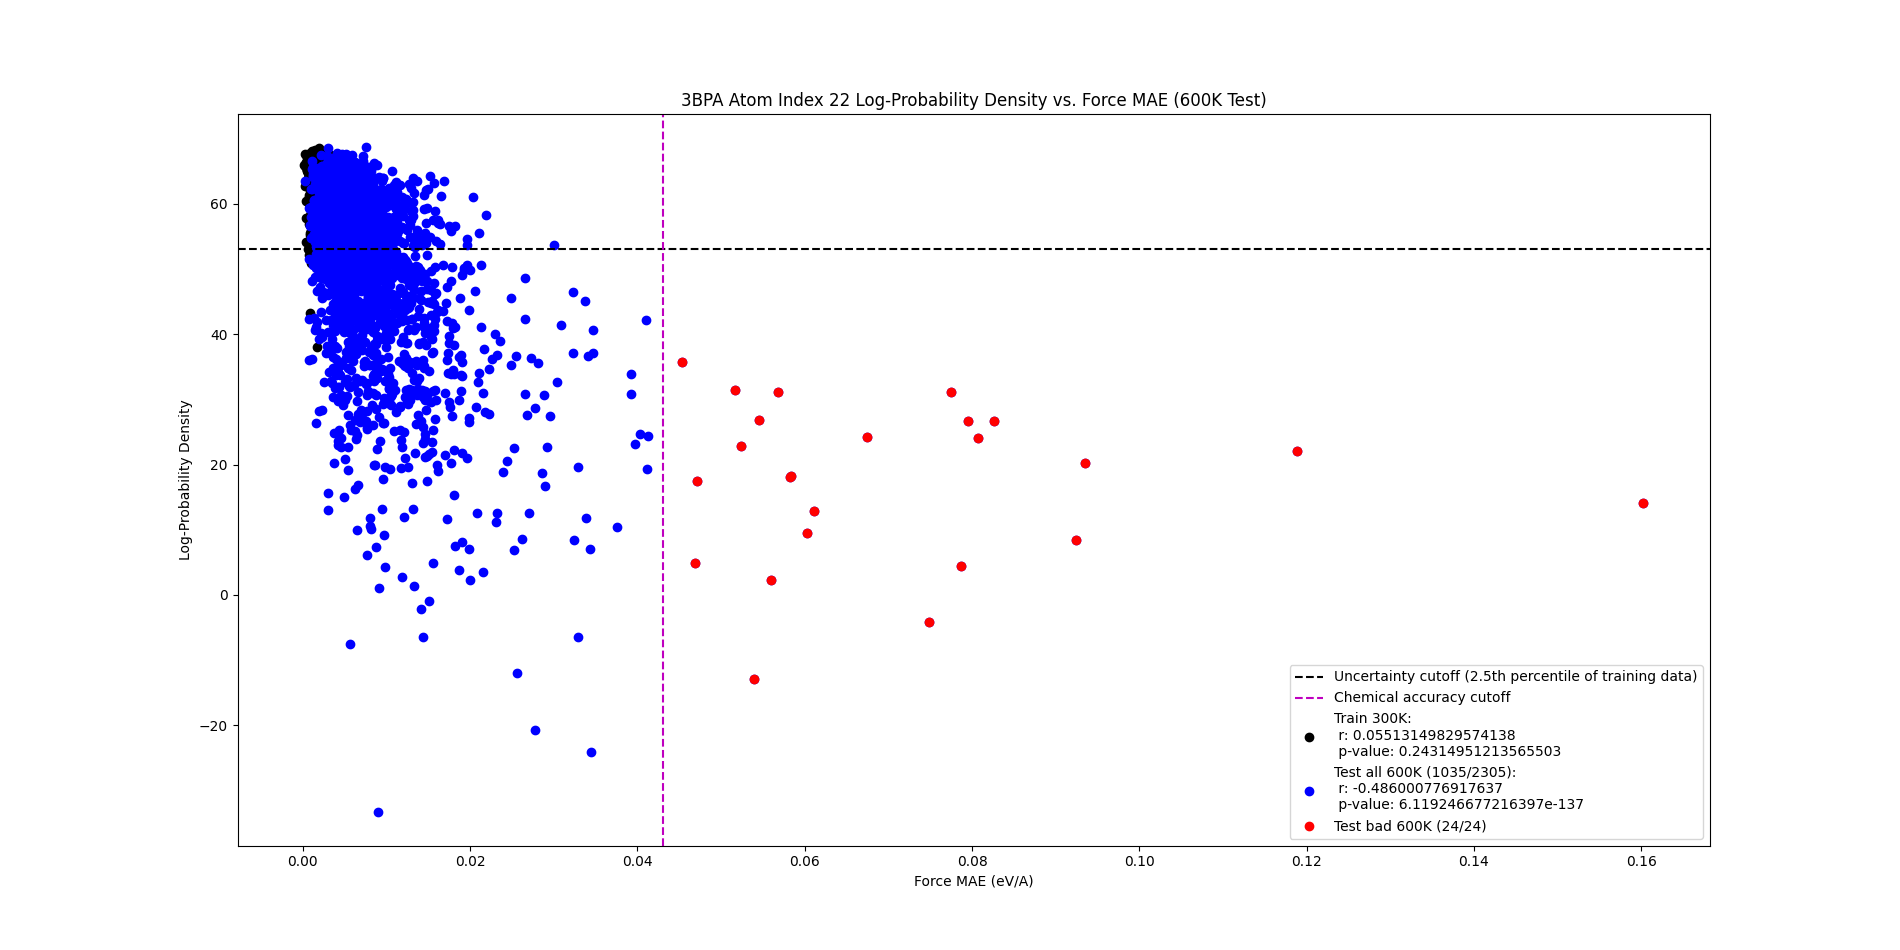 3BPA Atom Index 22 Log-Probability Density vs. Force MAE (600K Test)
Log-Probability Density
60
40
20
0
−20
0.00 0.02 0.04 0.06 0.08 0.10 0.12 0.14 0.16
Force MAE (eV/A)
Uncertainty cutoff (2.5th percentile of training data)
Chemical accuracy cutoff
Train 300K:
r: 0.05513149829574138
p-value: 0.24314951213565503
Test all 600K (1035/2305):
r: -0.486000776917637
p-value: 6.119246677216397e-137
Test bad 600K (24/24)